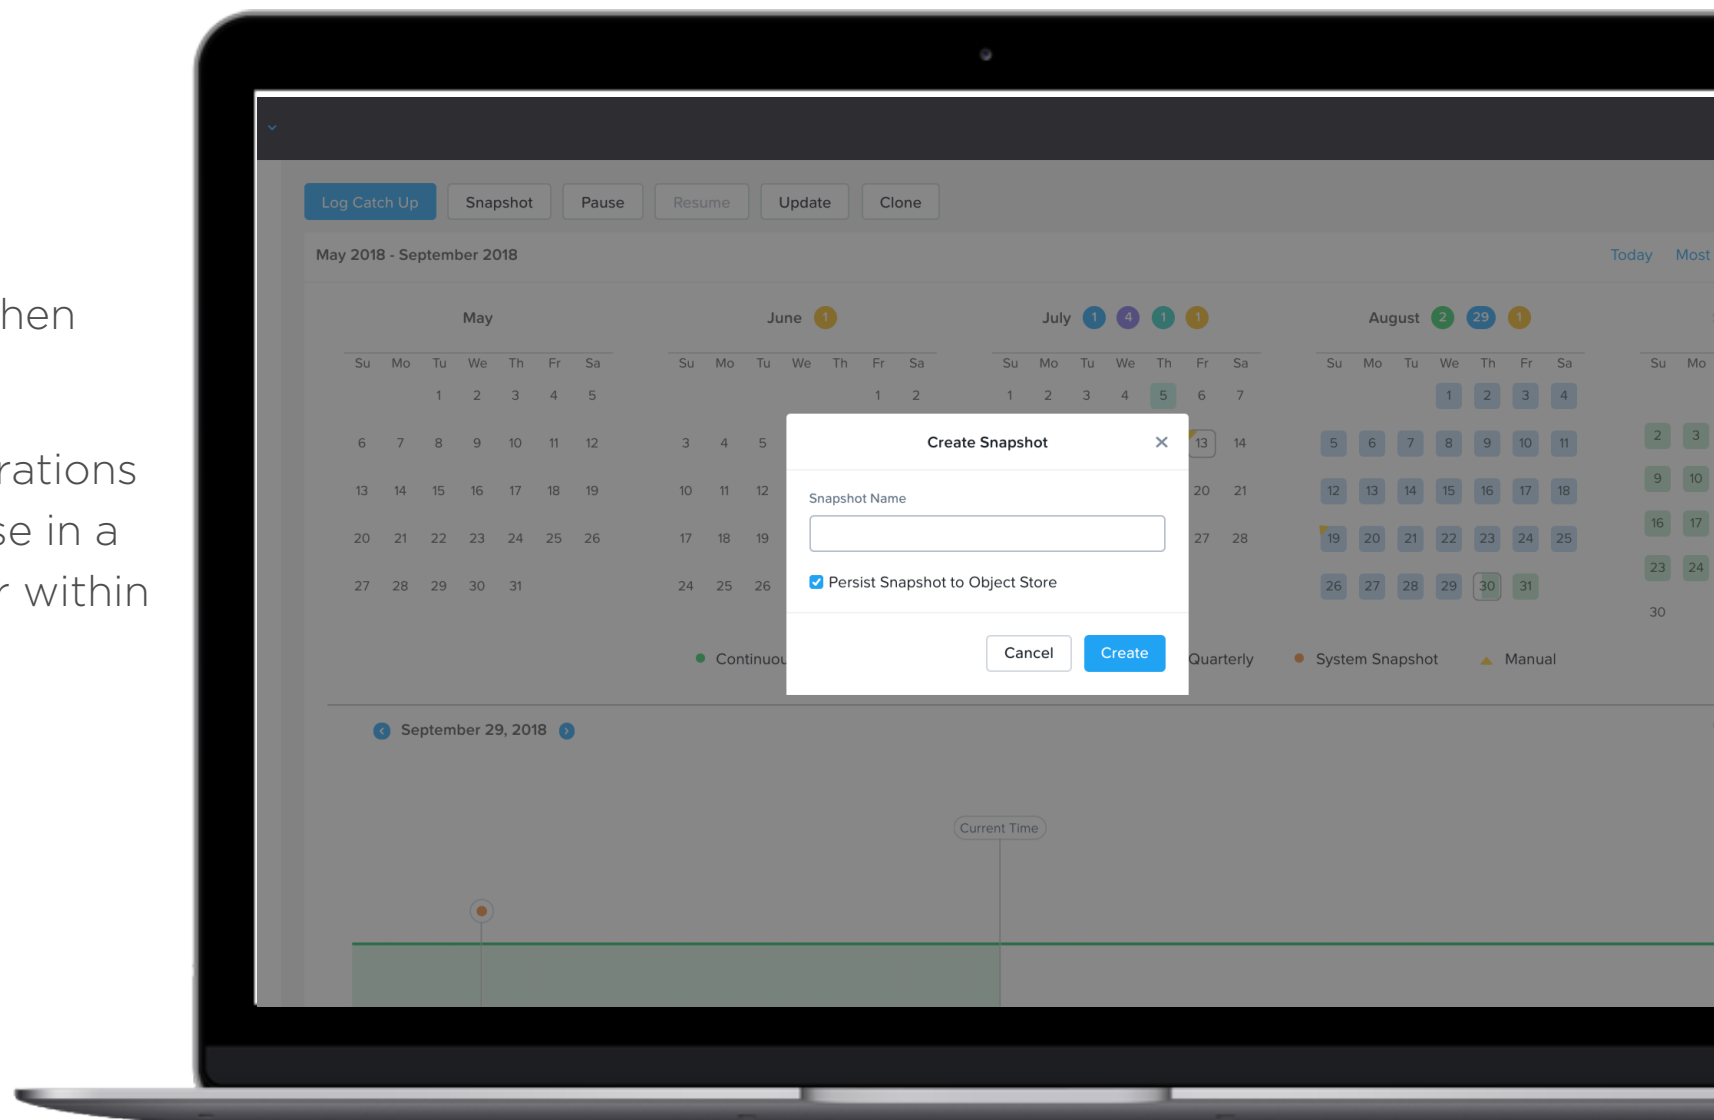 hen
rations
se in a
r within
Log Catch Up Snapshot Pause Resume Update Clone
May 2018 - September 2018 Today Most
May June 1 July 1 4 1 1 August 2 29 1
Su Mo Tu We Th Fr Sa Su Mo Tu We Th Fr Sa Su Mo Tu We Th Fr Sa Su Mo Tu We Th Fr Sa Su Mo
1 2 3 4 5 1 2 1 2 3 4 5 6 7 1 2 3 4
6 7 8 9 10 11 12 3 4 5 13 14 5 6 7 8 9 10 11 2 3
13 14 15 16 17 18 19 10 11 12 20 21 12 13 14 15 16 17 18 9 10
20 21 22 23 24 25 26 17 18 19 27 28 19 20 21 22 23 24 25 16 17
27 28 29 30 31 24 25 26 26 27 28 29 30 31 23 24
30
Create Snapshot
Snapshot Name
Persist Snapshot to Object Store
Cancel Create
Continuou Quarterly System Snapshot Manual
September 29, 2018
Current Time